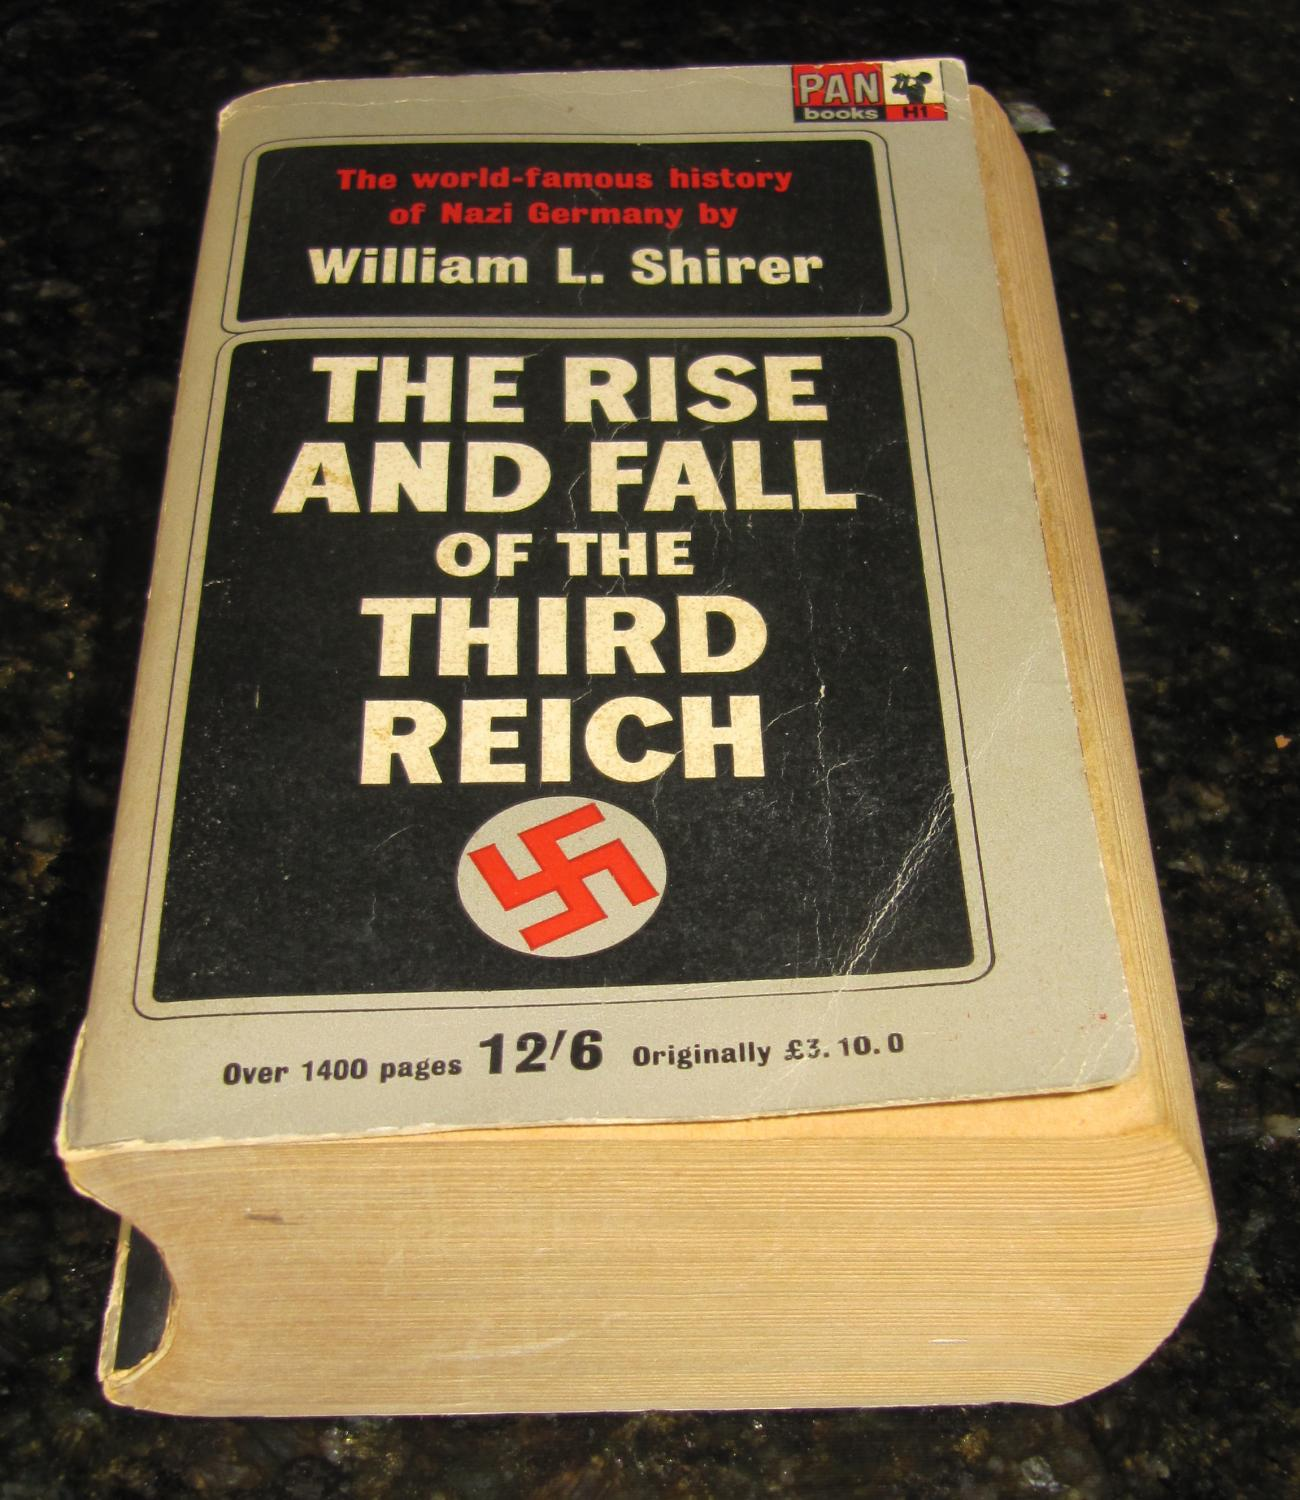 PAN
books H1
The world-famous history
of Nazi Germany by
William L. Shirer
THE RISE
AND FALL
OF THE
THIRD
REICH
Over 1400 pages 12/6 Originally £3.10.0